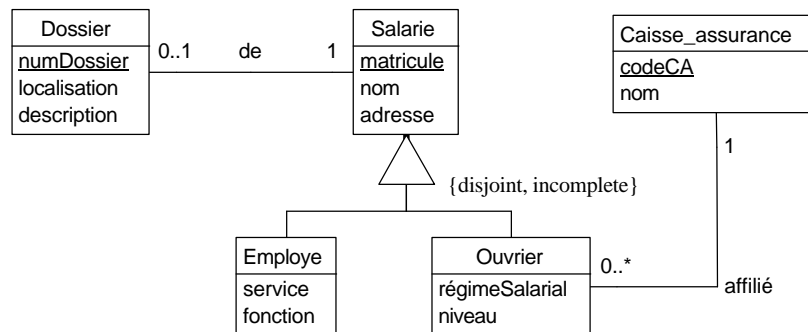 Dossier
numDossier
localisation
description
0..1 de 1
Salarie
matricule
nom
adresse
Caisse_assurance
codeCA
nom
1
{disjoint, incomplete}
Employe
service
fonction
Ouvrier
régimeSalarial
niveau
0..*
affilié